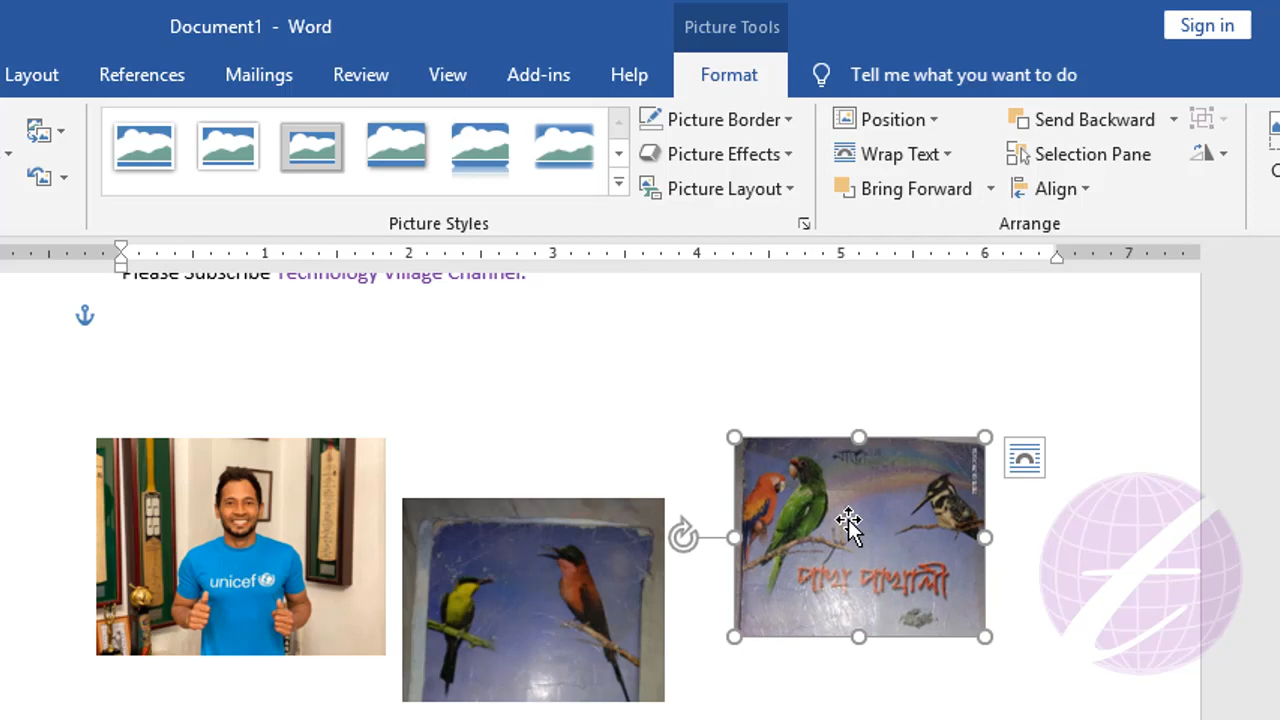 Document1 - Word
Picture Tools
Sign in
Layout
References
Mailings
Review
View
Add-ins
Help
Format
Tell me what you want to do
Picture Border
Position
Send Backward
Picture Effects
Wrap Text
Selection Pane
Picture Layout
Bring Forward
Align
Picture Styles
Arrange
1 2 3 4 5 6 7
Please Subscribe Technology Village Channel.
unicef
পাখ পাখালী